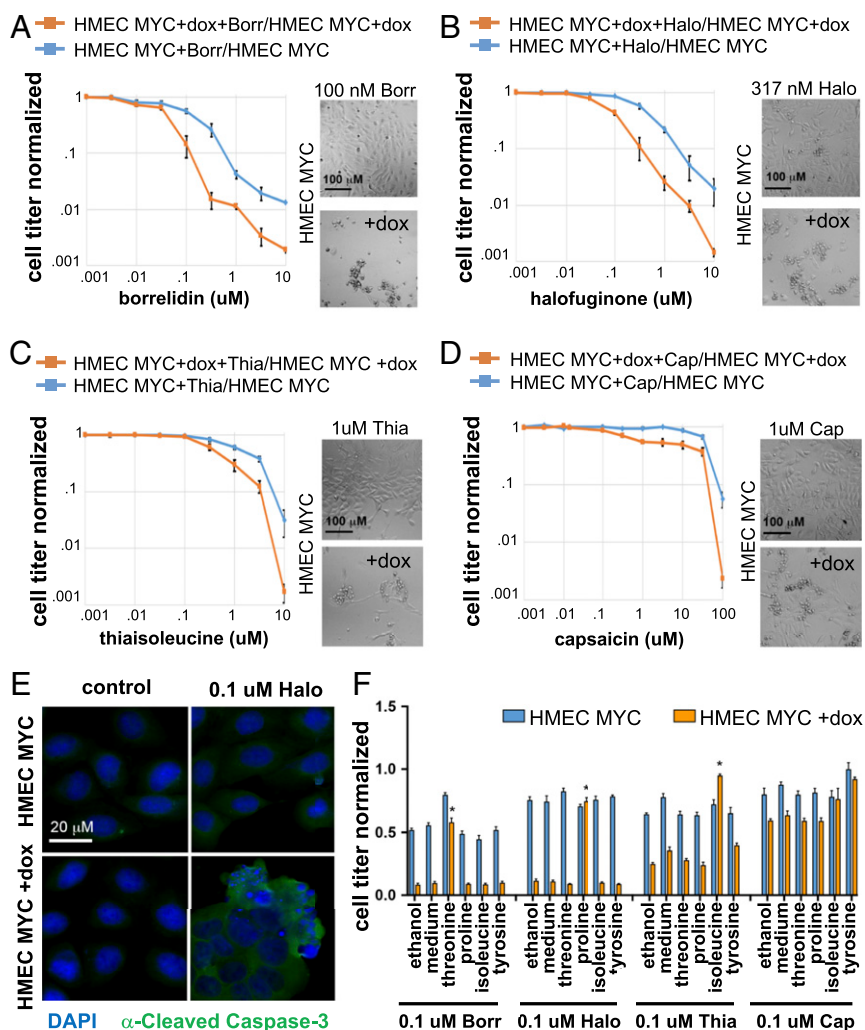 A
HMEC MYC+dox+Borr/HMEC MYC+dox
HMEC MYC+Borr/HMEC MYC
cell titer normalized
1
.1
.01
.001
.001
.01
.1
1
10
borrelidin (uM)
HMEC MYC
100 nM Borr
100 μM
+dox
B
HMEC MYC+dox+Halo/HMEC MYC+dox
HMEC MYC+Halo/HMEC MYC
cell titer normalized
1
.1
.01
.001
.001
.01
.1
1
10
halofuginone (uM)
HMEC MYC
317 nM Halo
100 μM
+dox
C
HMEC MYC+dox+Thia/HMEC MYC +dox
HMEC MYC+Thia/HMEC MYC
cell titer normalized
1
.1
.01
.001
.001
.01
.1
1
10
thiaisoleucine (uM)
HMEC MYC
1uM Thia
100 μM
+dox
D
HMEC MYC+dox+Cap/HMEC MYC+dox
HMEC MYC+Cap/HMEC MYC
cell titer normalized
1
.1
.01
.001
.001
.01
.1
1
10
100
capsaicin (uM)
HMEC MYC
1uM Cap
100 μM
+dox
E
control
0.1 uM Halo
HMEC MYC
20 μM
HMEC MYC +dox
DAPI
α-Cleaved Caspase-3
F
HMEC MYC
HMEC MYC +dox
cell titer normalized
1.5
1.0
0.5
0.0
*
*
*
ethanol
medium
threonine
proline
isoleucine
tyrosine
ethanol
medium
threonine
proline
isoleucine
tyrosine
ethanol
medium
threonine
proline
isoleucine
tyrosine
ethanol
medium
threonine
proline
isoleucine
tyrosine
0.1 uM Borr
0.1 uM Halo
0.1 uM Thia
0.1 uM Cap